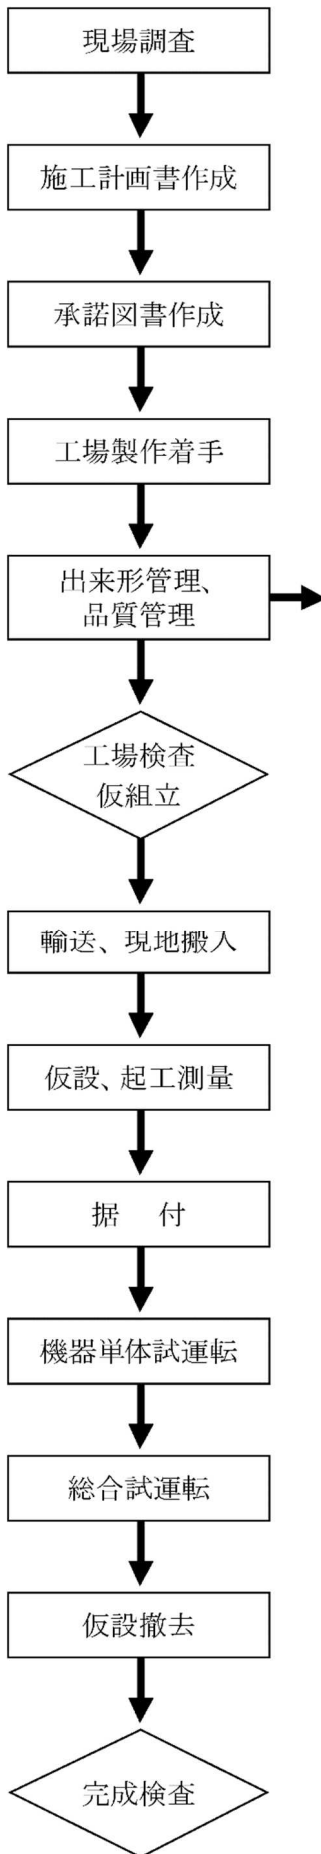 現場調査
施工計画書作成
承諾図書作成
工場製作着手
出来形管理、
品質管理
工場検査
仮組立
輸送、現地搬入
仮設、起工測量
据　付
機器単体試運転
総合試運転
仮設撤去
完成検査